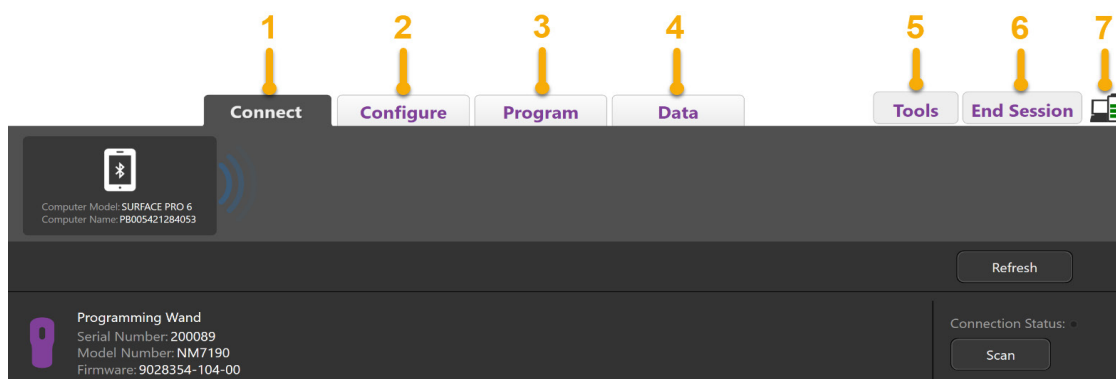 1 2 3 4 5 6 7
Connect Configure Program Data Tools End Session
Computer Model: SURFACE PRO 6
Computer Name: PB005421284053
Refresh
Programming Wand
Serial Number: 200089
Connection Status:
Model Number: NM7190
Scan
Firmware: 9028354-104-00